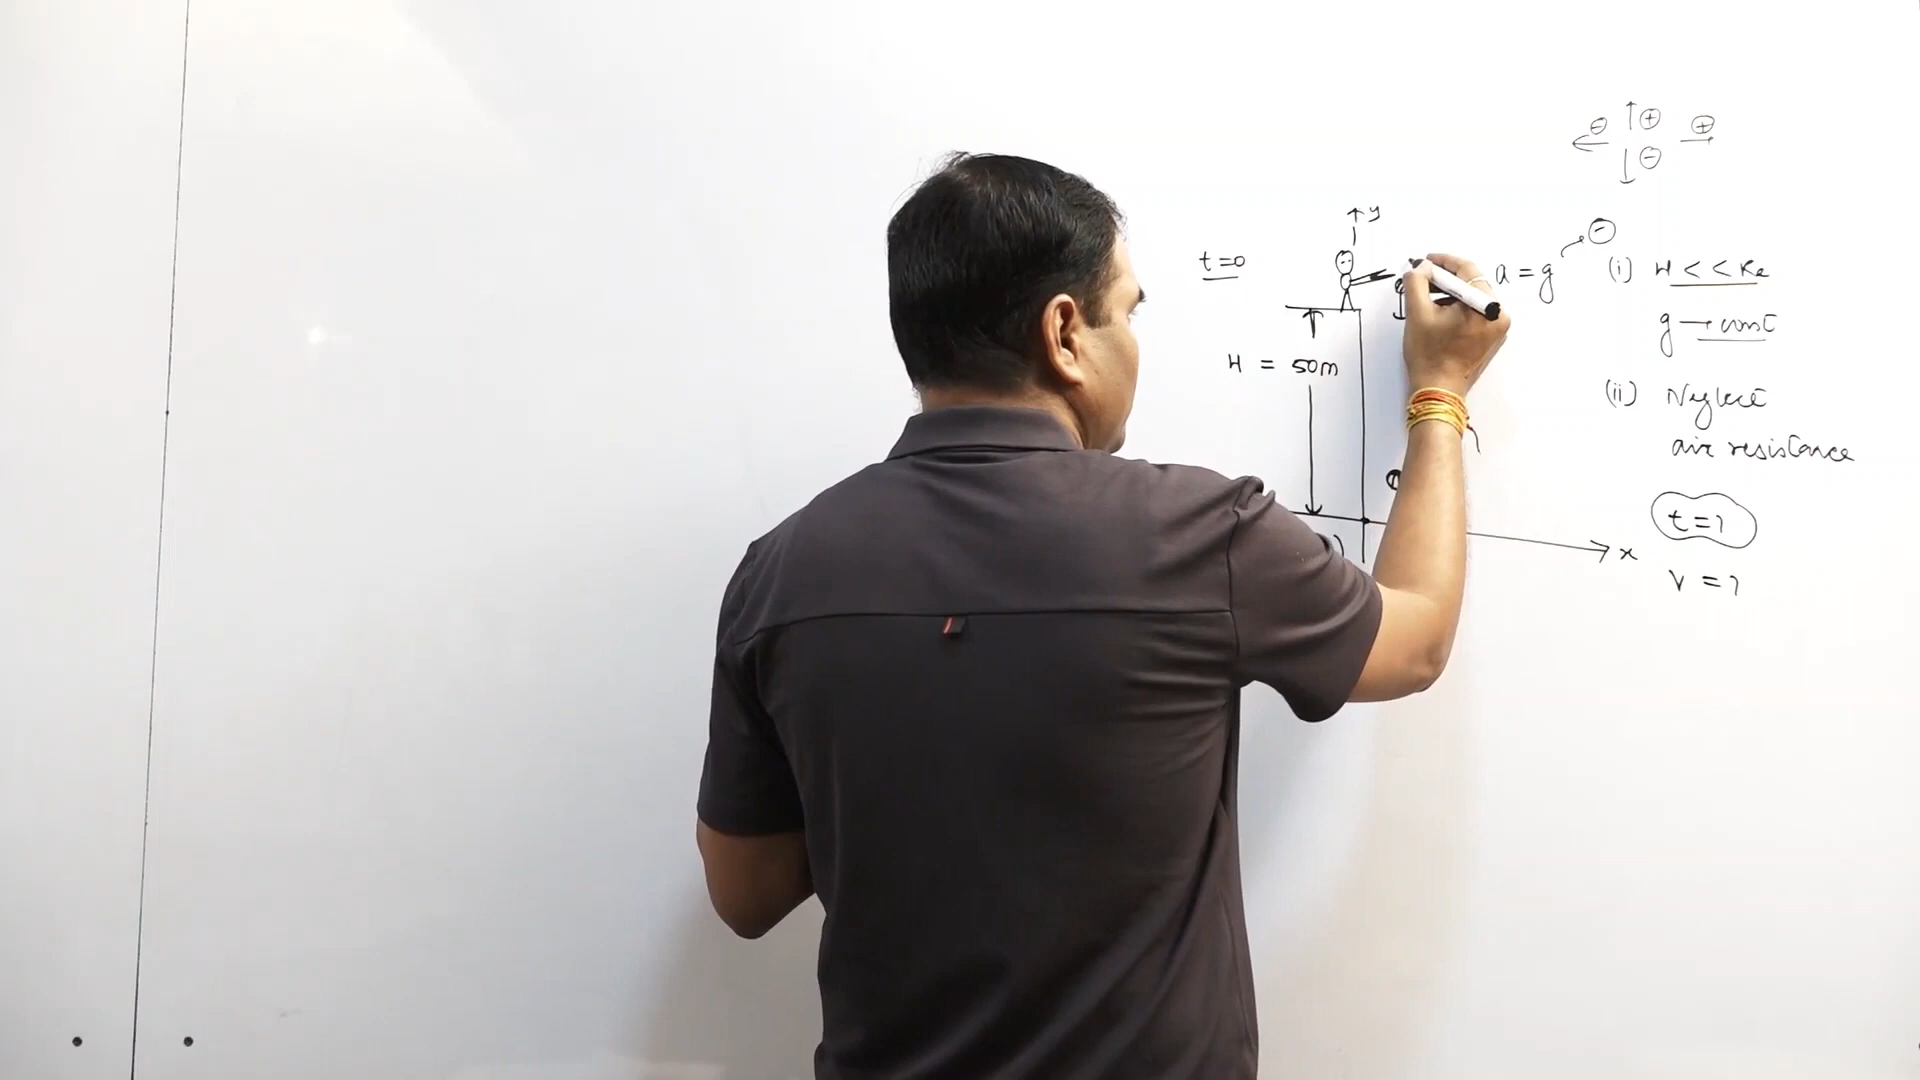 ⊖ ↑ ⊕ ⊕
← ↓ ⊖ →
↑ y
⊖
t = 0
a = g
(i) H < < Re
g → const
H = 50m
(ii) Neglect
air resistance
t = ?
x
v = ?